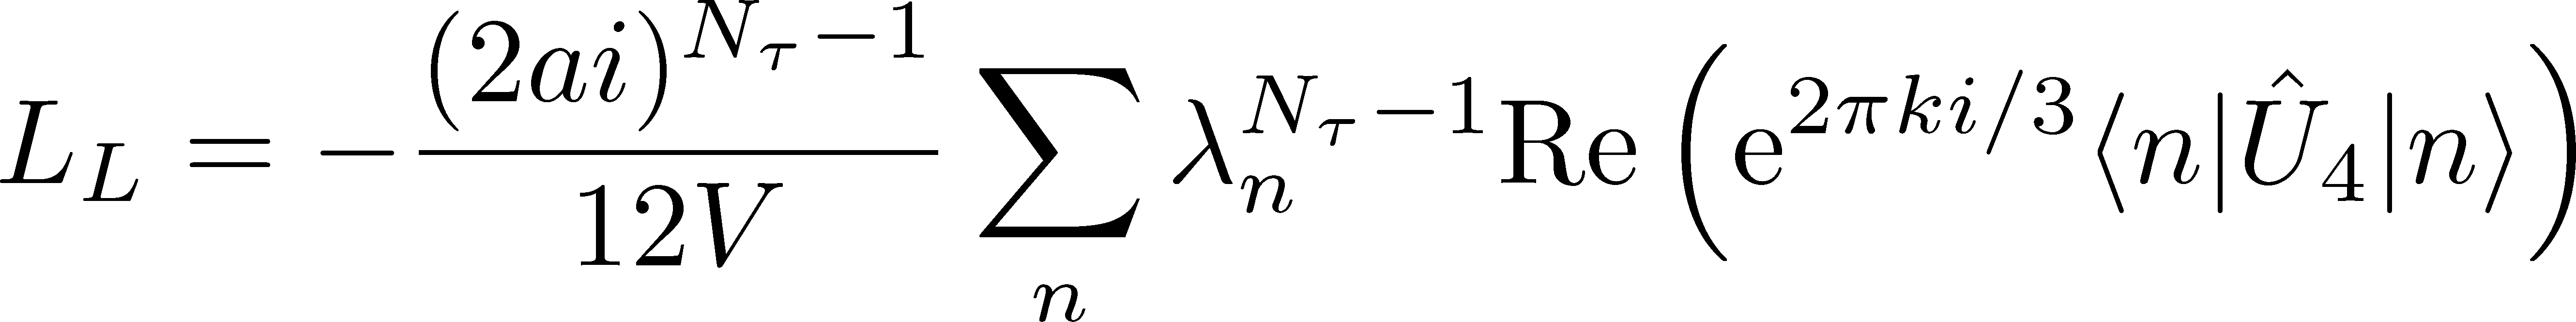 L_L = -\frac{(2ai)^{N_\tau - 1}}{12V} \sum_n \lambda_n^{N_\tau - 1} \mathrm{Re} \left( \mathrm{e}^{2\pi ki/3} \langle n | \hat{U}_4 | n \rangle \right)